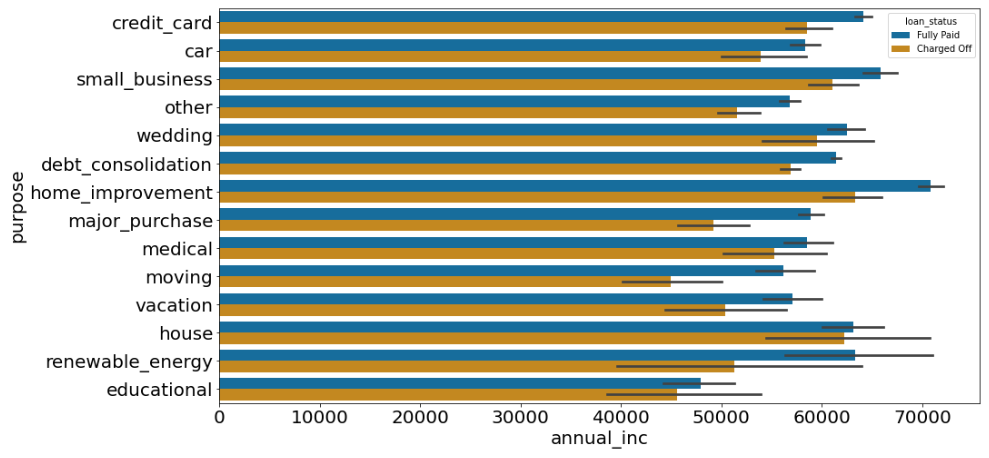 credit_card
car
small_business
other
wedding
debt_consolidation
home_improvement
major_purchase
medical
moving
vacation
house
renewable_energy
educational
purpose
loan_status
Fully Paid
Charged Off
0 10000 20000 30000 40000 50000 60000 70000
annual_inc